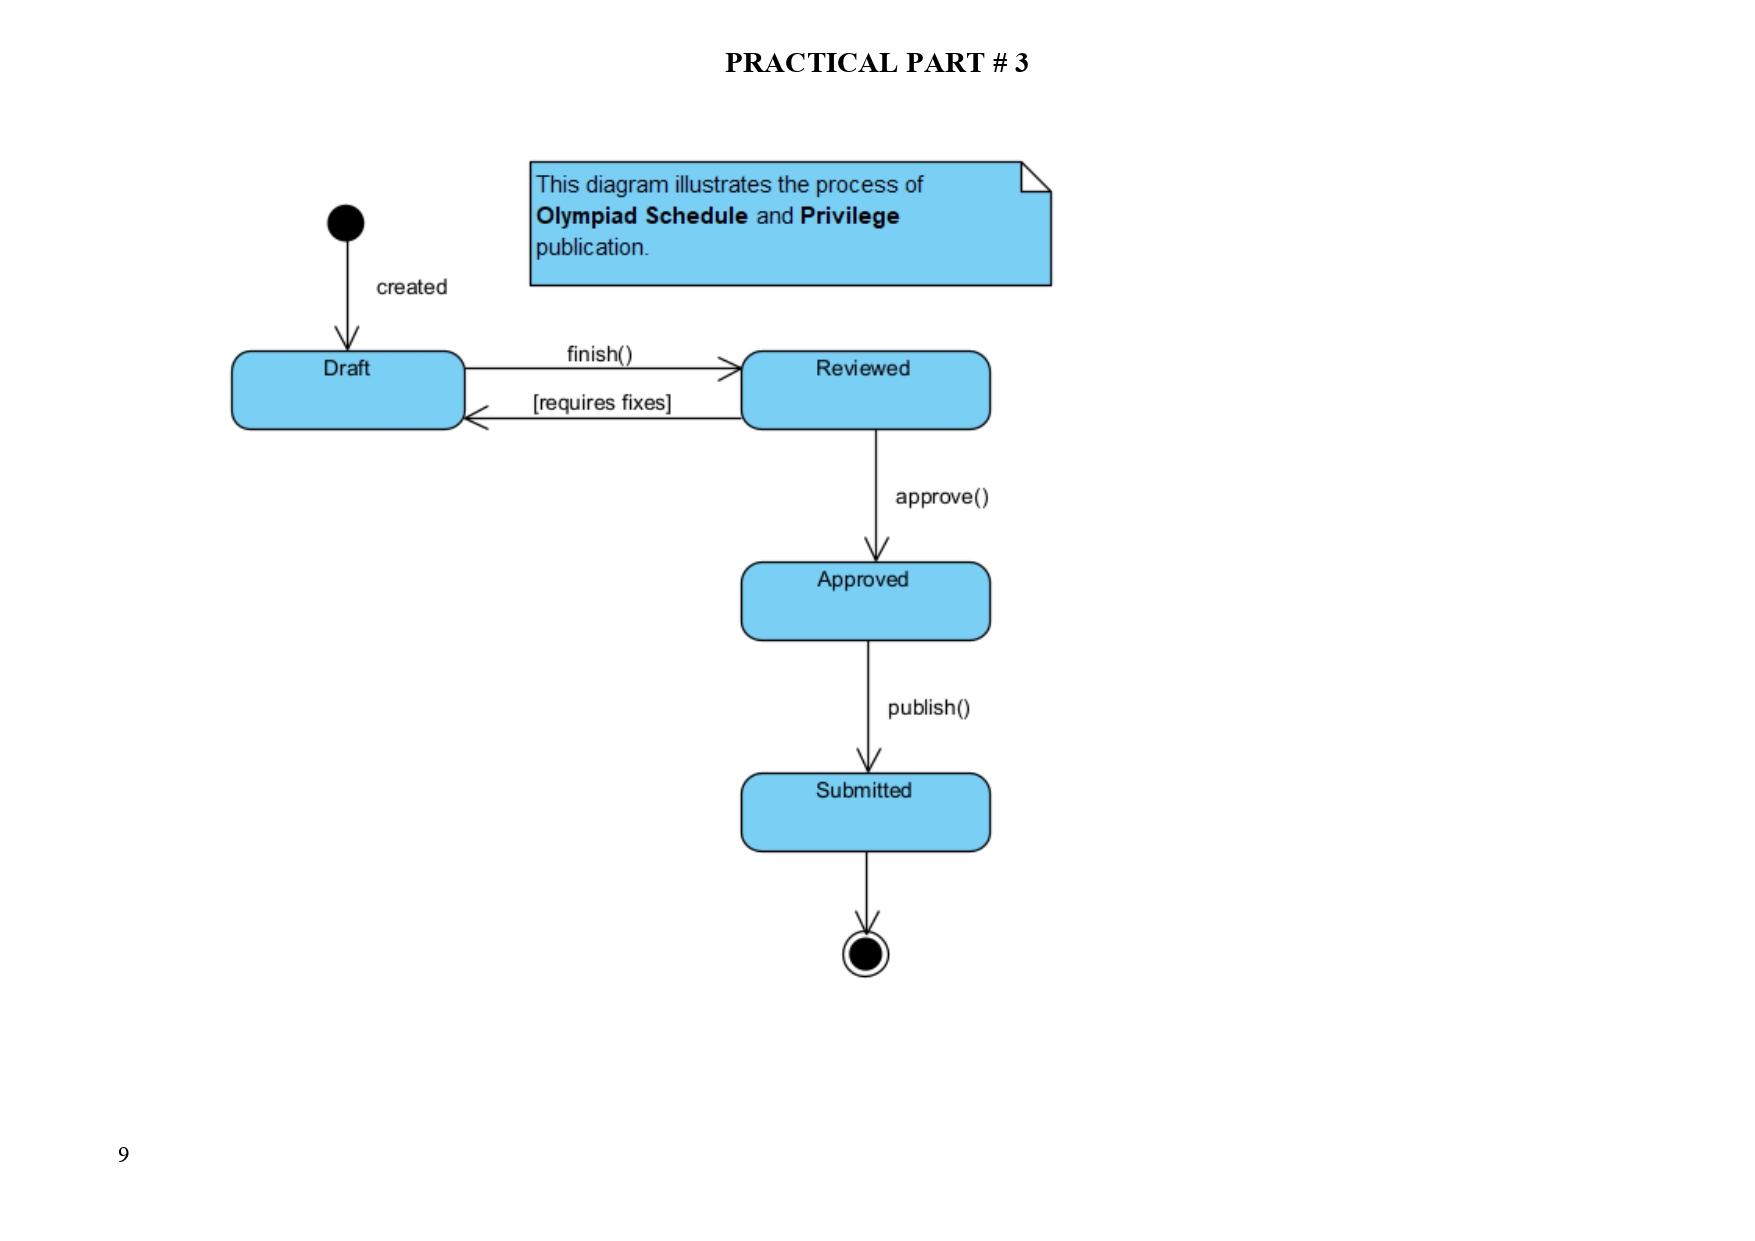 PRACTICAL PART # 3
This diagram illustrates the process of
Olympiad Schedule and Privilege
publication.
created
Draft
finish()
Reviewed
[requires fixes]
approve()
Approved
publish()
Submitted
9